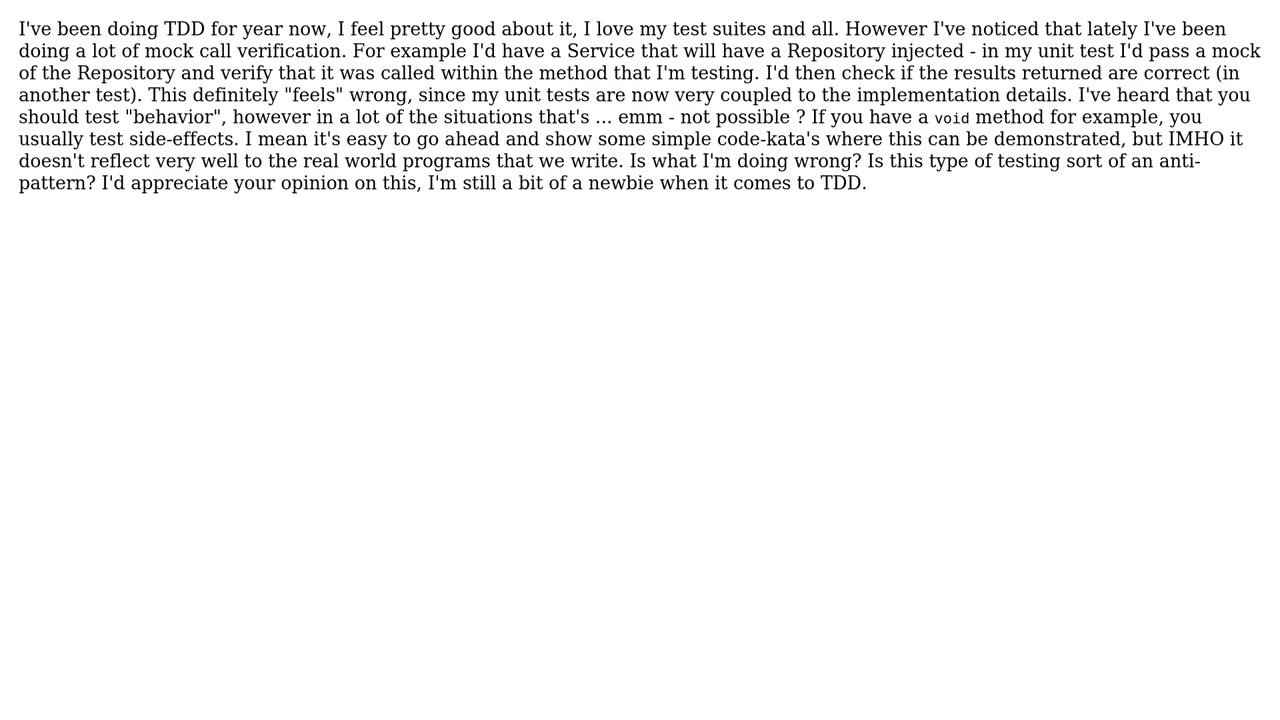 I've been doing TDD for year now, I feel pretty good about it, I love my test suites and all. However I've noticed that lately I've been
doing a lot of mock call verification. For example I'd have a Service that will have a Repository injected - in my unit test I'd pass a mock
of the Repository and verify that it was called within the method that I'm testing. I'd then check if the results returned are correct (in
another test). This definitely "feels" wrong, since my unit tests are now very coupled to the implementation details. I've heard that you
should test "behavior", however in a lot of the situations that's ... emm - not possible ? If you have a void method for example, you
usually test side-effects. I mean it's easy to go ahead and show some simple code-kata's where this can be demonstrated, but IMHO it
doesn't reflect very well to the real world programs that we write. Is what I'm doing wrong? Is this type of testing sort of an anti-
pattern? I'd appreciate your opinion on this, I'm still a bit of a newbie when it comes to TDD.